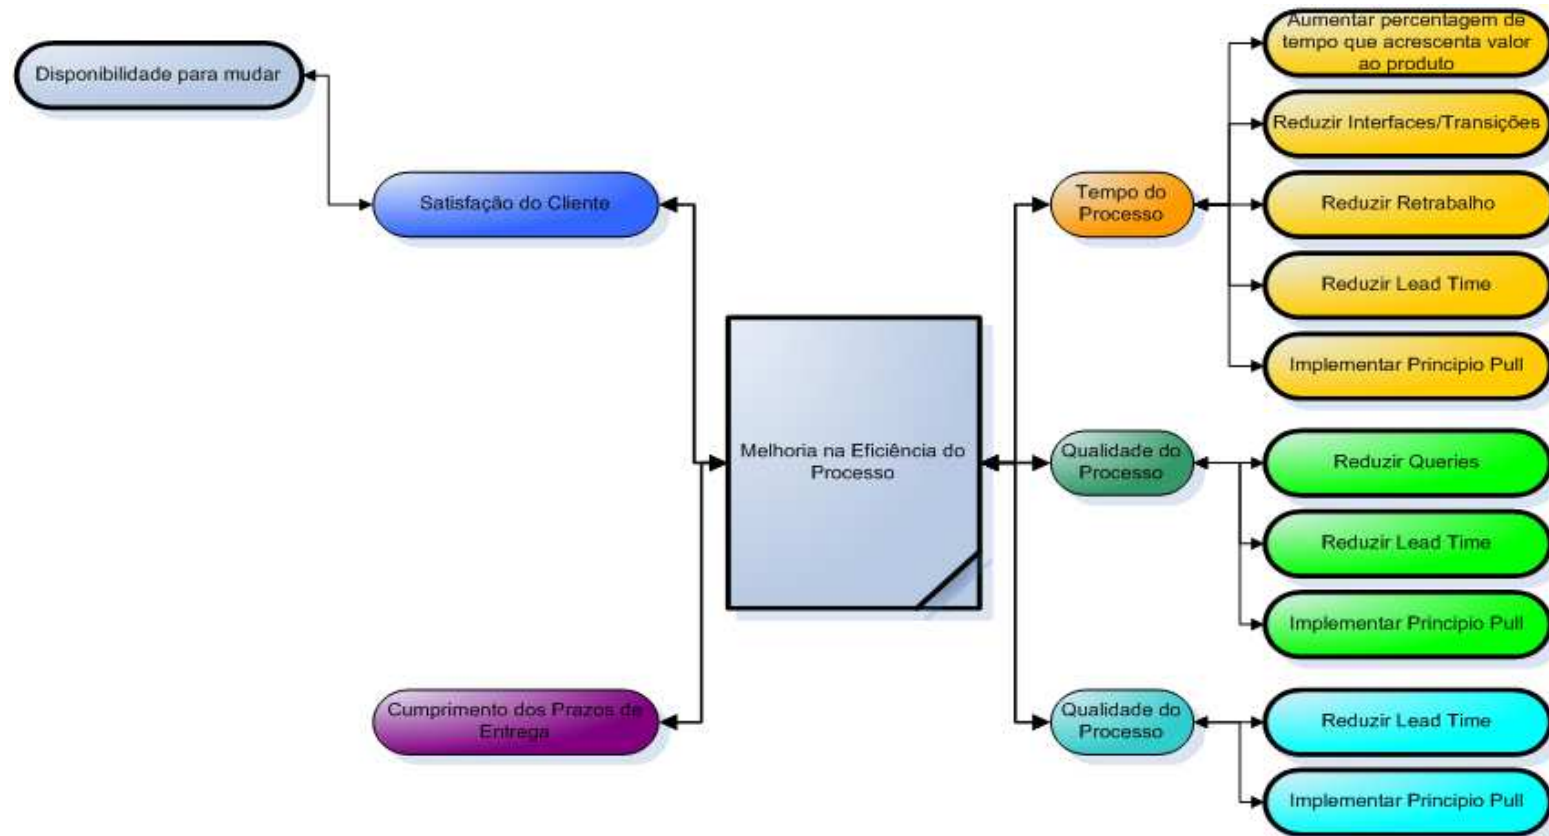 Disponibilidade para mudar
Satisfação do Cliente
Cumprimento dos Prazos de
Entrega
Melhoria na Eficiência do
Processo
Tempo do
Processo
Aumentar percentagem de
tempo que acrescenta valor
ao produto
Reduzir Interfaces/Transições
Reduzir Retrabalho
Reduzir Lead Time
Implementar Principio Pull
Qualidade do
Processo
Reduzir Queries
Reduzir Lead Time
Implementar Principio Pull
Qualidade do
Processo
Reduzir Lead Time
Implementar Principio Pull